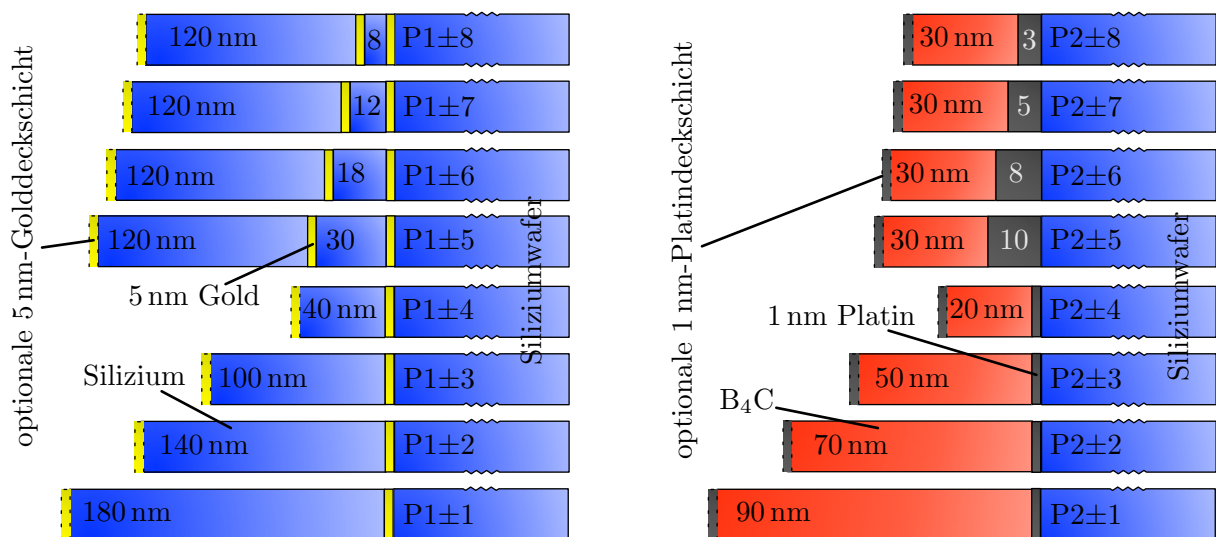 optionale 5 nm-Golddeckschicht
120 nm 8 P1±8
120 nm 12 P1±7
120 nm 18 P1±6
120 nm 30 P1±5
5 nm Gold
40 nm P1±4
Silizium
100 nm P1±3
140 nm P1±2
180 nm P1±1
Siliziumwafer
optionale 1 nm-Platindeckschicht
30 nm 3 P2±8
30 nm 5 P2±7
30 nm 8 P2±6
30 nm 10 P2±5
20 nm P2±4
1 nm Platin
50 nm P2±3
B₄C
70 nm P2±2
90 nm P2±1
Siliziumwafer